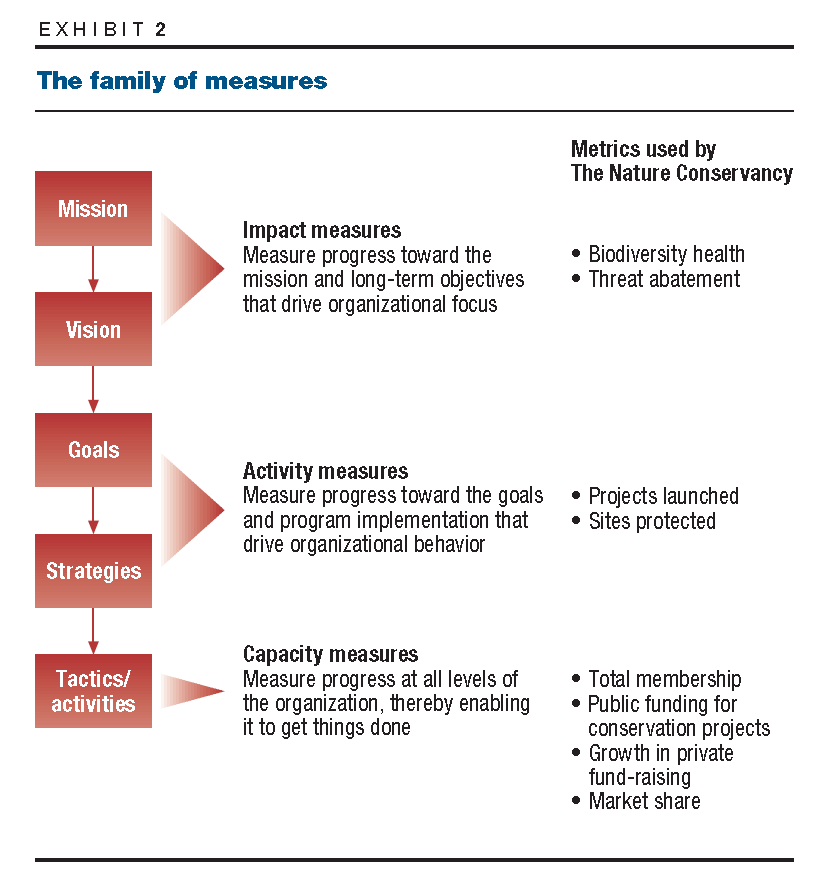 EXHIBIT 2
The family of measures
Metrics used by
The Nature Conservancy
Mission
Impact measures
Measure progress toward the
mission and long-term objectives
that drive organizational focus
• Biodiversity health
• Threat abatement
Vision
Goals
Activity measures
Measure progress toward the goals
and program implementation that
drive organizational behavior
• Projects launched
• Sites protected
Strategies
Tactics/
activities
Capacity measures
Measure progress at all levels of
the organization, thereby enabling
it to get things done
• Total membership
• Public funding for
conservation projects
• Growth in private
fund-raising
• Market share